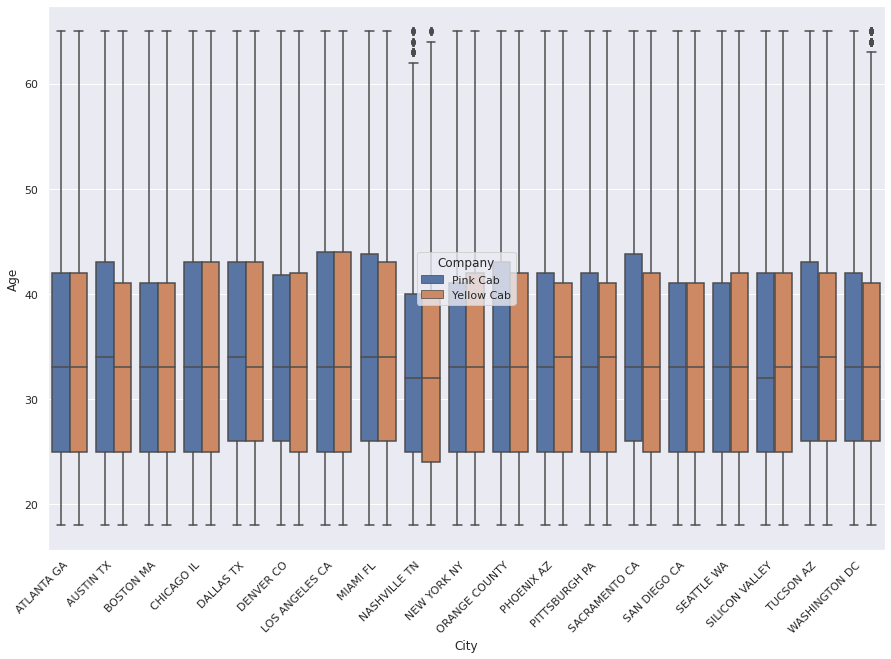 60
50
40
30
20
Age
Company
Pink Cab
Yellow Cab
ATLANTA GA
AUSTIN TX
BOSTON MA
CHICAGO IL
DALLAS TX
DENVER CO
LOS ANGELES CA
MIAMI FL
NASHVILLE TN
NEW YORK NY
ORANGE COUNTY
PHOENIX AZ
PITTSBURGH PA
SACRAMENTO CA
SAN DIEGO CA
SEATTLE WA
SILICON VALLEY
TUCSON AZ
WASHINGTON DC
City